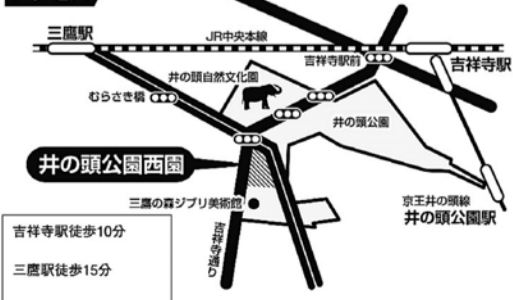 三鷹駅
JR中央本線
吉祥寺駅前
吉祥寺駅
井の頭自然文化園
むらさき橋
井の頭公園
井の頭公園西園
京王井の頭線
井の頭公園駅
三鷹の森ジブリ美術館
吉祥寺通り
吉祥寺駅徒歩10分
三鷹駅徒歩15分